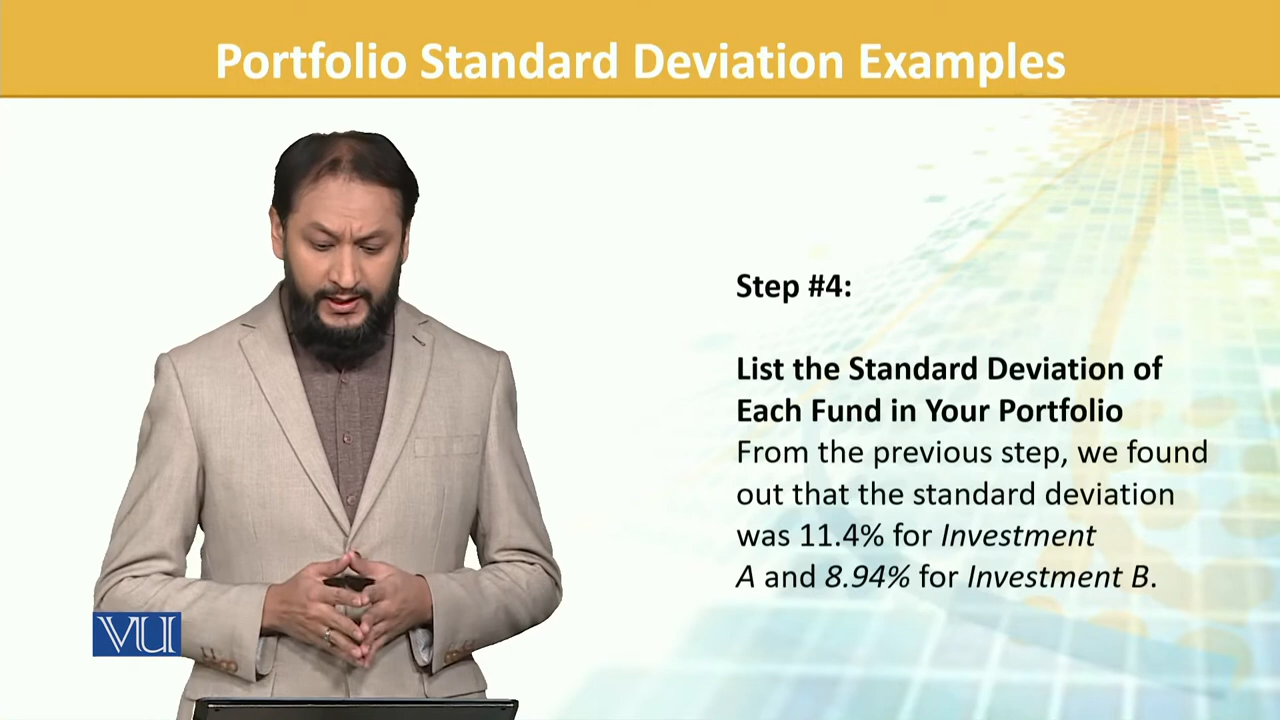 Portfolio Standard Deviation Examples
Step #4:
List the Standard Deviation of
Each Fund in Your Portfolio
From the previous step, we found
out that the standard deviation
was 11.4% for Investment
A and 8.94% for Investment B.
VU